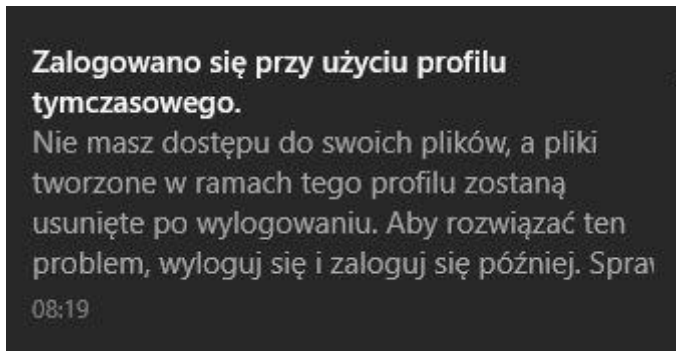 Zalogowano się przy użyciu profilu
tymczasowego.
Nie masz dostępu do swoich plików, a pliki
tworzone w ramach tego profilu zostaną
usunięte po wylogowaniu. Aby rozwiązać ten
problem, wyloguj się i zaloguj się później.
08:19